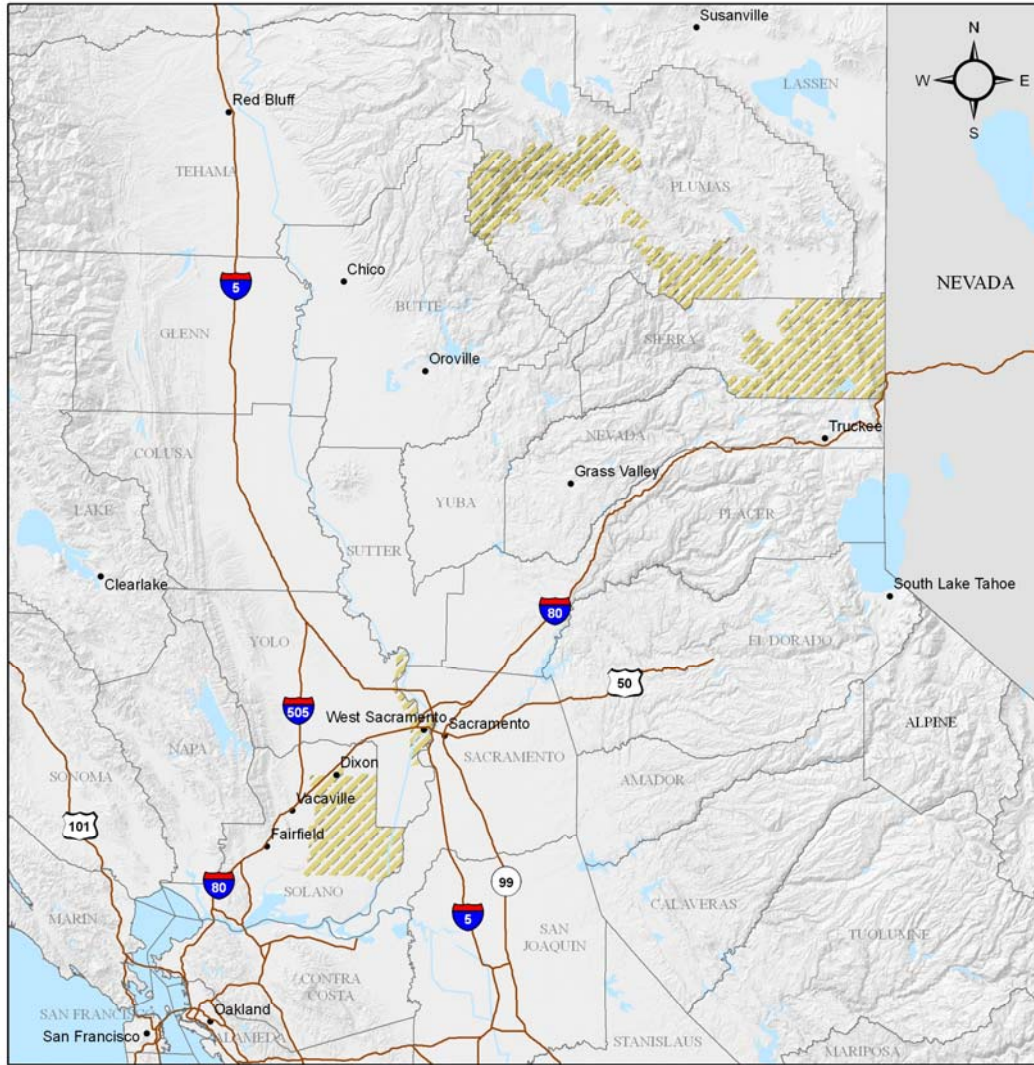 Susanville
N
LASSEN
W
E
S
Red Bluff
TEHAMA
PLUMAS
Chico
5
NEVADA
BUTTE
GLENN
SIERRA
Oroville
Truckee
NEVADA
COLUSA
Grass Valley
YUBA
LAKE
PLACER
SUTTER
Clearlake
South Lake Tahoe
80
YOLO
EL DORADO
50
505
West Sacramento
Sacramento
ALPINE
NAPA
SACRAMENTO
Dixon
SONOMA
AMADOR
Vacaville
101
Fairfield
80
99
SOLANO
CALAVERAS
5
MARIN
SAN
JOAQUIN
TUOLUMNE
CONTRA
COSTA
SAN FRANCISCO
Oakland
San Francisco
ALAMEDA
STANISLAUS
MARIPOSA